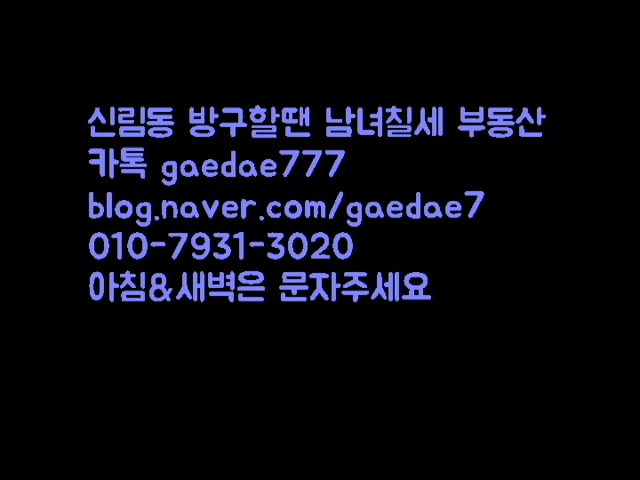 신림동 방구할땐 남녀칠세 부동산
카톡 gaedae777
blog.naver.com/gaedae7
010-7931-3020
아침&새벽은 문자주세요